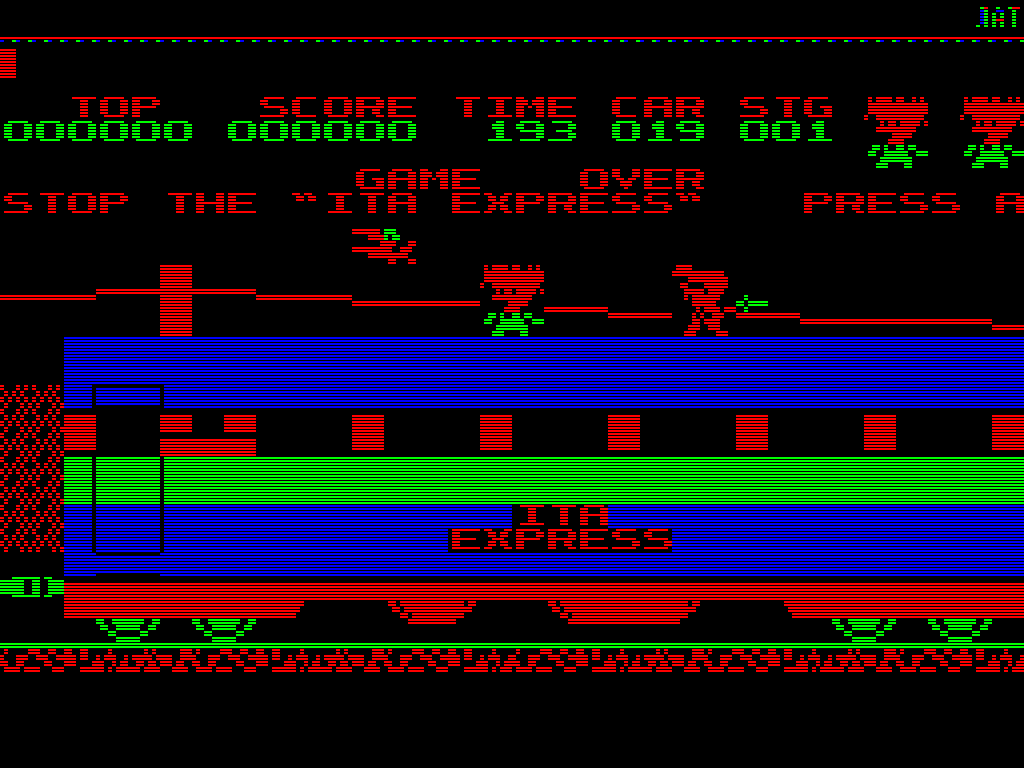 TOP SCORE TIME CAR STG
000000 000000 193 019 001
GAME OVER
STOP THE "ITA EXPRESS" PRESS A
ITA
EXPRESS